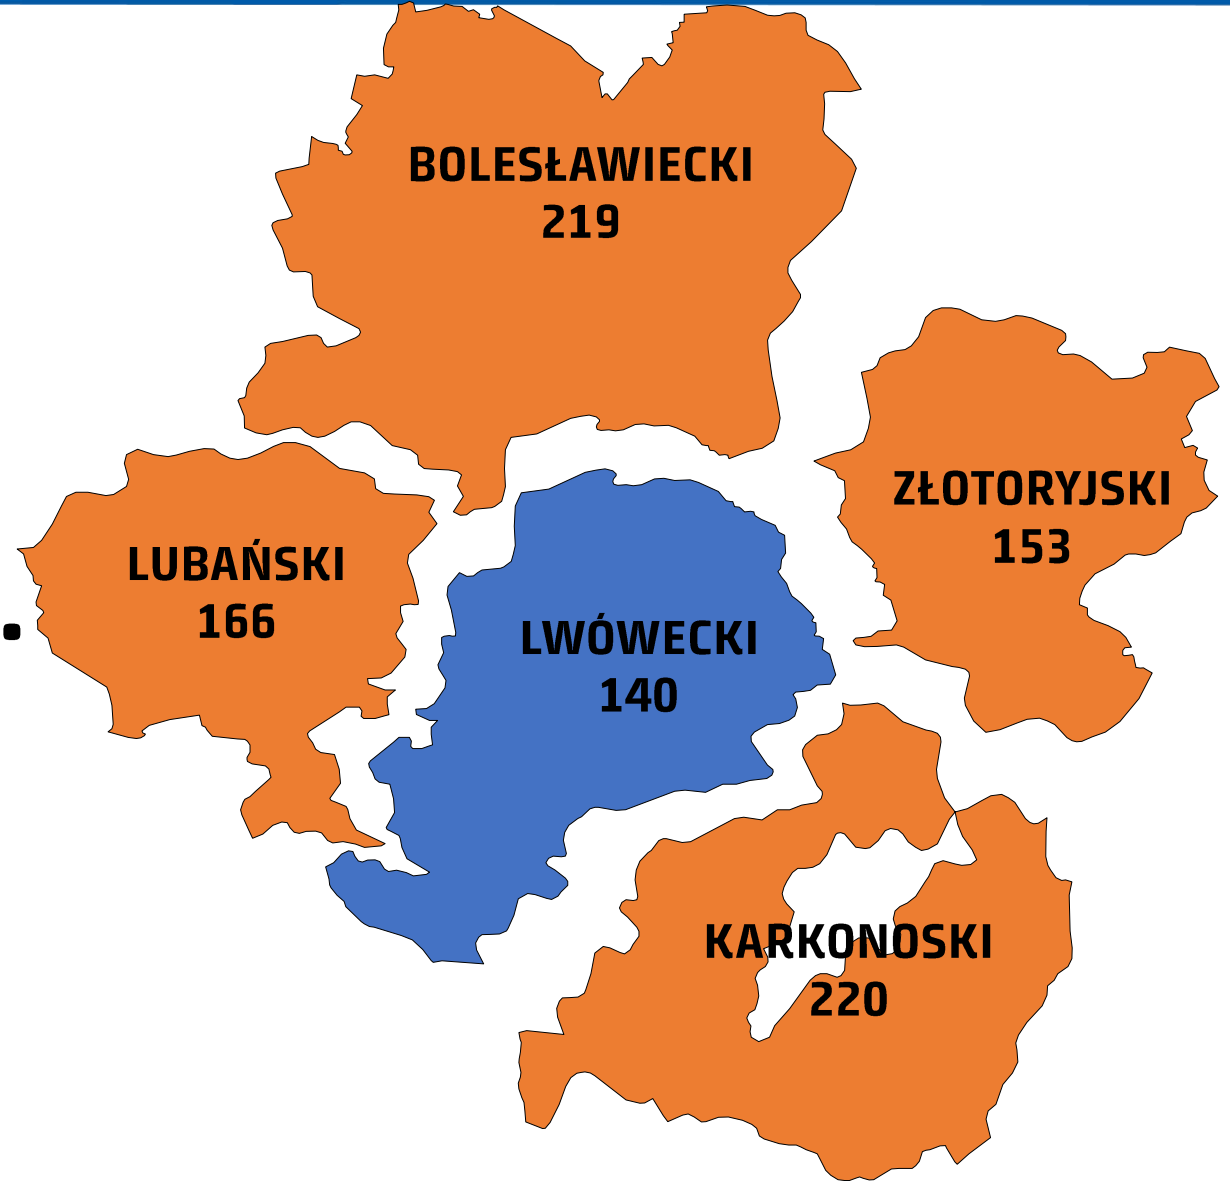 BOLESŁAWIECKI
219
ZŁOTORYJSKI
153
LUBAŃSKI
166
.
LWÓWECKI
140
KARKONOSKI
220